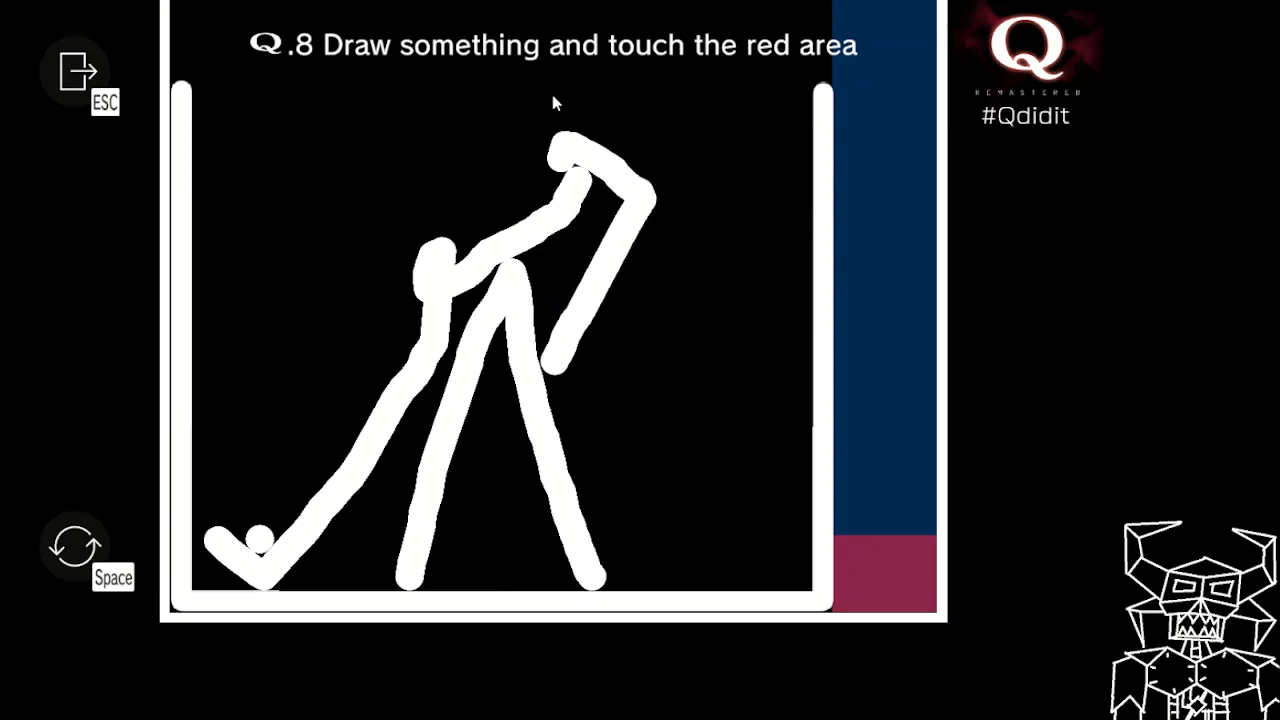 Q.8 Draw something and touch the red area
ESC
Space
Q
REMASTERED
#Qdidit